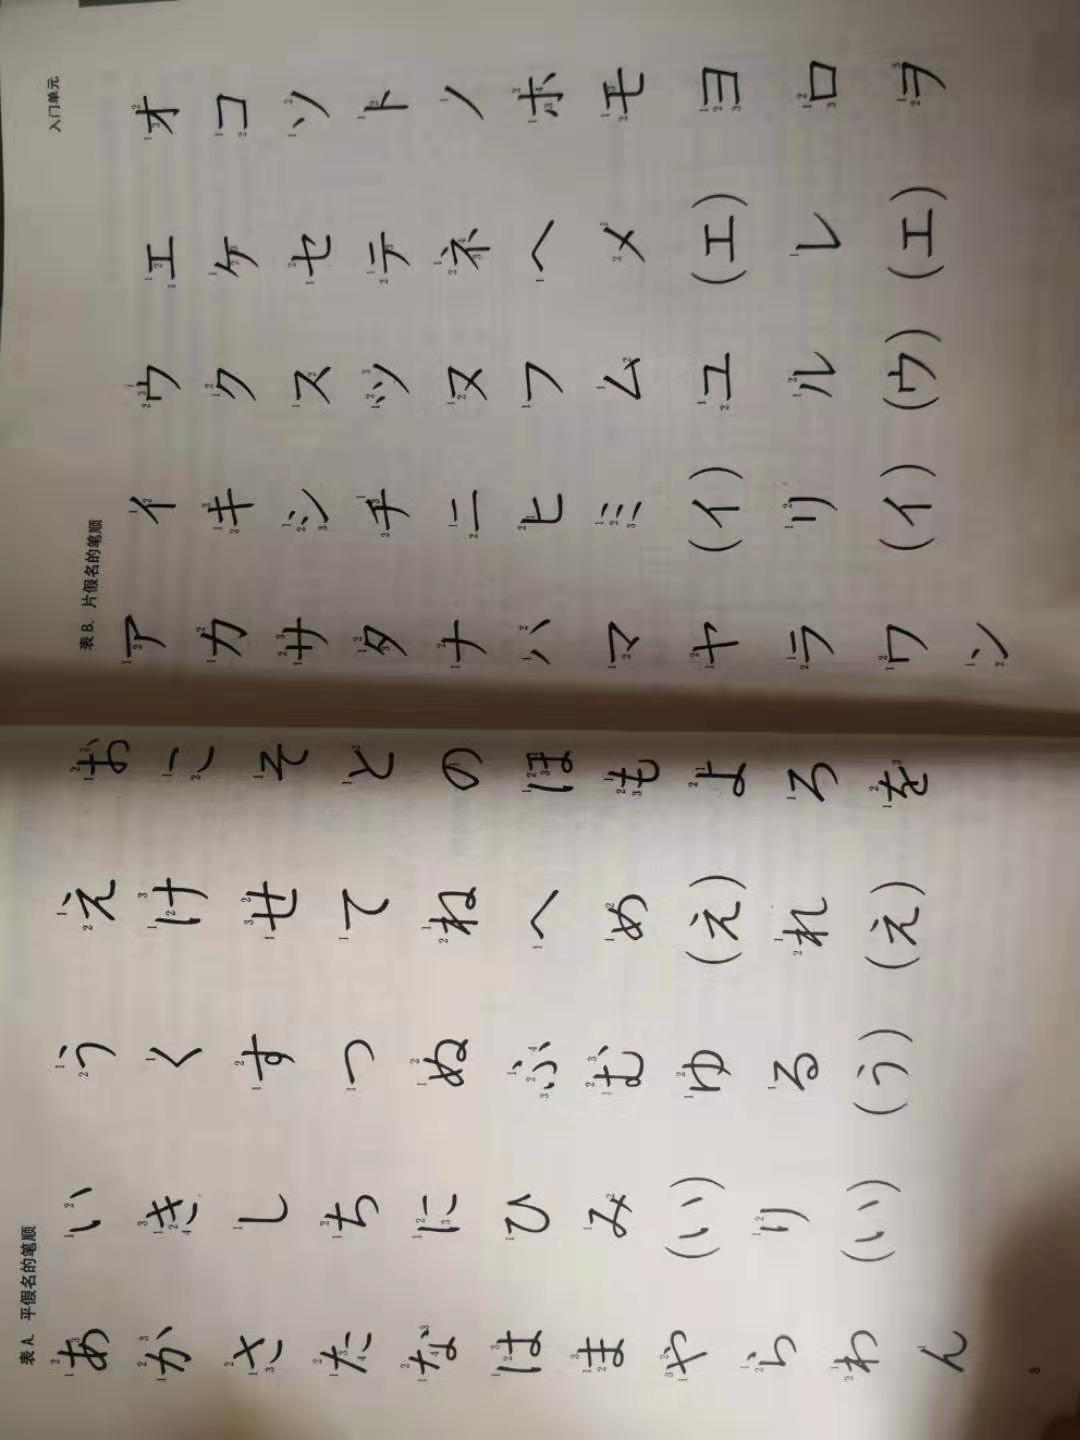 表 A. 平假名的笔顺
あ い う え お
か き く け こ
さ し す せ そ
た ち つ て と
な に ぬ ね の
は ひ ふ へ ほ
ま み む め も
や (い) ゆ (え) よ
ら り る れ ろ
わ (い) (う) (え) を
ん
8
入门单元
表 B. 片假名的笔顺
ア イ ウ エ オ
カ キ ク ケ コ
サ シ ス セ ソ
タ チ ツ テ ト
ナ ニ ヌ ネ ノ
ハ ヒ フ ヘ ホ
マ ミ ム メ モ
ヤ (イ) ユ (エ) ヨ
ラ リ ル レ ロ
ワ (イ) (ウ) (エ) ヲ
ン